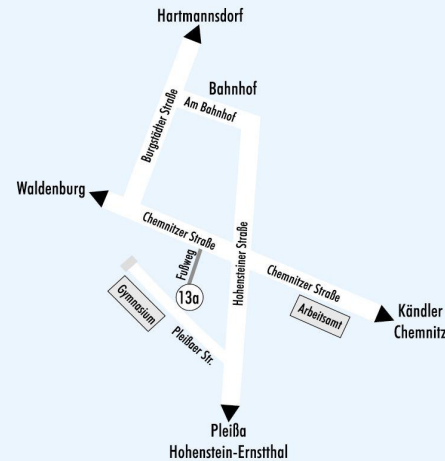 Hartmannsdorf
Bahnhof
Am Bahnhof
Burgstädter Straße
Waldenburg
Chemnitzer Straße
Fußweg
Hohensteiner Straße
13a
Chemnitzer Straße
Gymnasium
Arbeitsamt
Kändler
Chemnitz
Pleißaer Str.
Pleißa
Hohenstein-Ernstthal